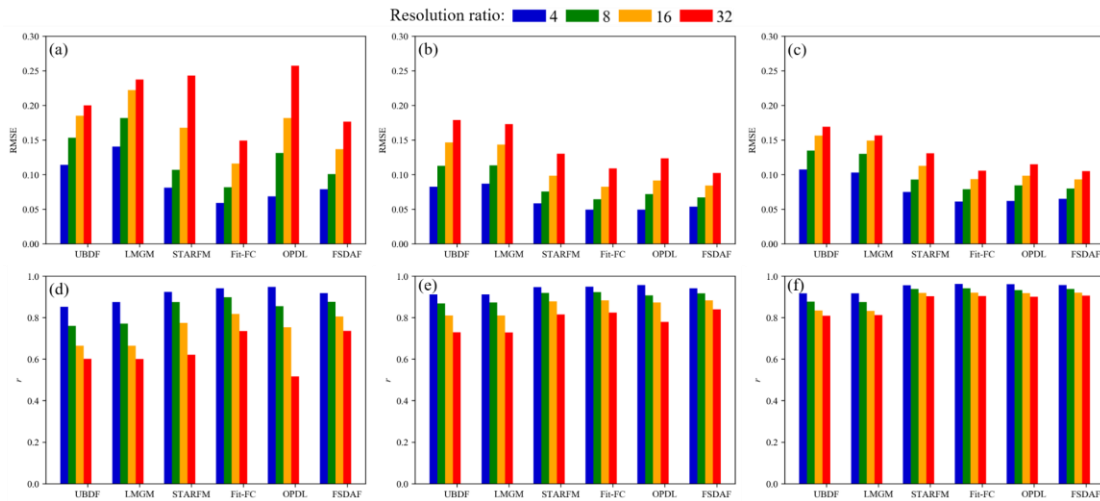 Resolution ratio: 4 8 16 32
(a) (b) (c)
0.30 0.30 0.30
0.25 0.25 0.25
0.20 0.20 0.20
0.15 0.15 0.15
0.10 0.10 0.10
0.05 0.05 0.05
0.00 0.00 0.00
RMSE RMSE RMSE
UBDF LMGM STARFM Fit-FC OPDL FSDAF UBDF LMGM STARFM Fit-FC OPDL FSDAF UBDF LMGM STARFM Fit-FC OPDL FSDAF
(d) (e) (f)
1.0 1.0 1.0
0.8 0.8 0.8
0.6 0.6 0.6
0.4 0.4 0.4
0.2 0.2 0.2
0.0 0.0 0.0
r r r
UBDF LMGM STARFM Fit-FC OPDL FSDAF UBDF LMGM STARFM Fit-FC OPDL FSDAF UBDF LMGM STARFM Fit-FC OPDL FSDAF